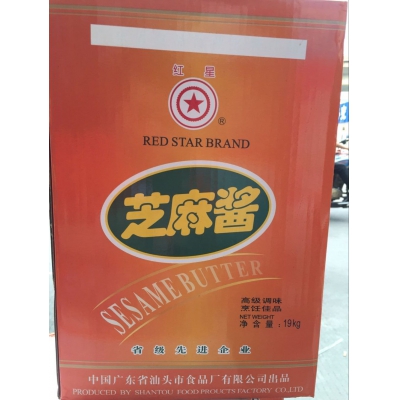 红 星
®
RED STAR BRAND
芝麻酱
SESAME BUTTER
高级调味
烹饪佳品
NET WEIGHT
净含量：19kg
省级先进企业
中国广东省汕头市食品厂有限公司出品
PRODUCED BY SHANTOU FOOD PRODUCTS FACTORY CO.,LTD